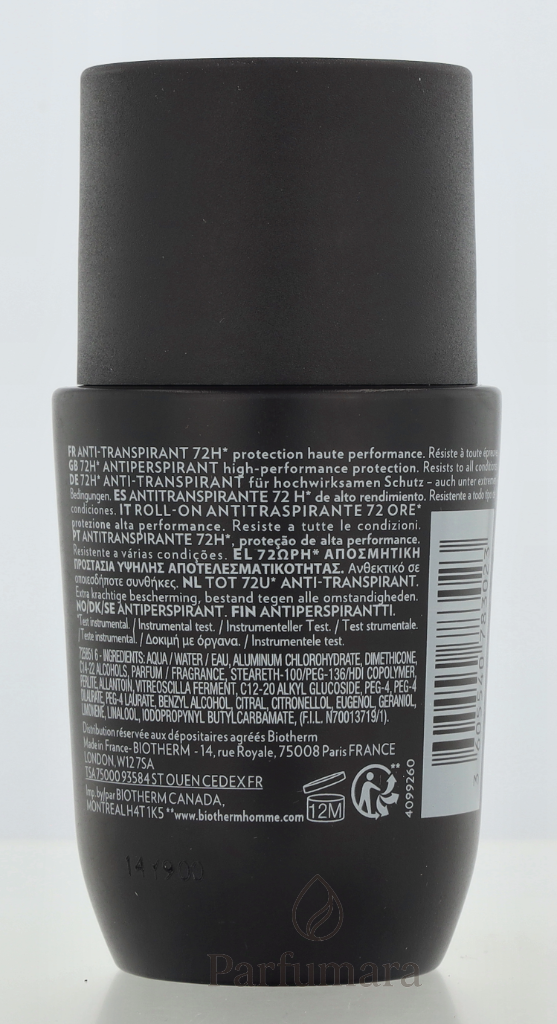 FR ANTI-TRANSPIRANT 72H* protection haute performance. Résiste à toute
GB 72H* ANTIPERSPIRANT high-performance protection. Resists to all
DE 72H* ANTI-TRANSPIRANT für hochwirksamen Schutz – auch unter
Bedingungen. ES ANTITRANSPIRANTE 72 H* de alto rendimiento. Resistente a todo
condiciones. IT ROLL-ON ANTITRASPIRANTE 72 ORE*
protezione alta performance. Resiste a tutte le condizioni.
PT ANTITRANSPIRANTE 72H*, proteção de alta performance.
Resistente a várias condições. EL 72ΩΡΗ* ΑΠΟΣΜΗΤΙΚΗ
ΠΡΟΣΤΑΣΙΑ ΥΨΗΛΗΣ ΑΠΟΤΕΛΕΣΜΑΤΙΚΟΤΗΤΑΣ. Ανθεκτικό σε
οποιεσδήποτε συνθήκες. NL TOT 72U* ANTI-TRANSPIRANT.
Extra krachtige bescherming, bestand tegen alle omstandigheden.
NO/DK/SE ANTIPERSPIRANT. FIN ANTIPERSPIRANTTI.
*Test instrumental. / Instrumental test. / Instrumenteller Test. / Test strumentale.
/Teste instrumental. / Δοκιμή με όργανα. / Instrumentele test.
728851 6 - INGREDIENTS: AQUA / WATER / EAU, ALUMINUM CHLOROHYDRATE, DIMETHICONE,
C14-22 ALCOHOLS, PARFUM / FRAGRANCE, STEARETH-100/PEG-136/HDI COPOLYMER,
PERLITE, ALLANTOIN, VITREOSCILLA FERMENT, C12-20 ALKYL GLUCOSIDE, PEG-4, PEG-4
DILAURATE, PEG-4 LAURATE, BENZYL ALCOHOL, CITRAL, CITRONELLOL, EUGENOL, GERANIOL,
LIMONENE, LINALOOL, IODOPROPYNYL BUTYLCARBAMATE, (F.I.L. N70013719/1).
Distribution réservée aux dépositaires agréés Biotherm
Made in France- BIOTHERM - 14, rue Royale, 75008 Paris FRANCE
LONDON, W12 7SA
TSA 75000 93584 ST OUEN CEDEX FR
Imp. by/par BIOTHERM CANADA,
MONTREAL H4T 1K5 **www.biothermhomme.com
12M
4099260
Parfumara